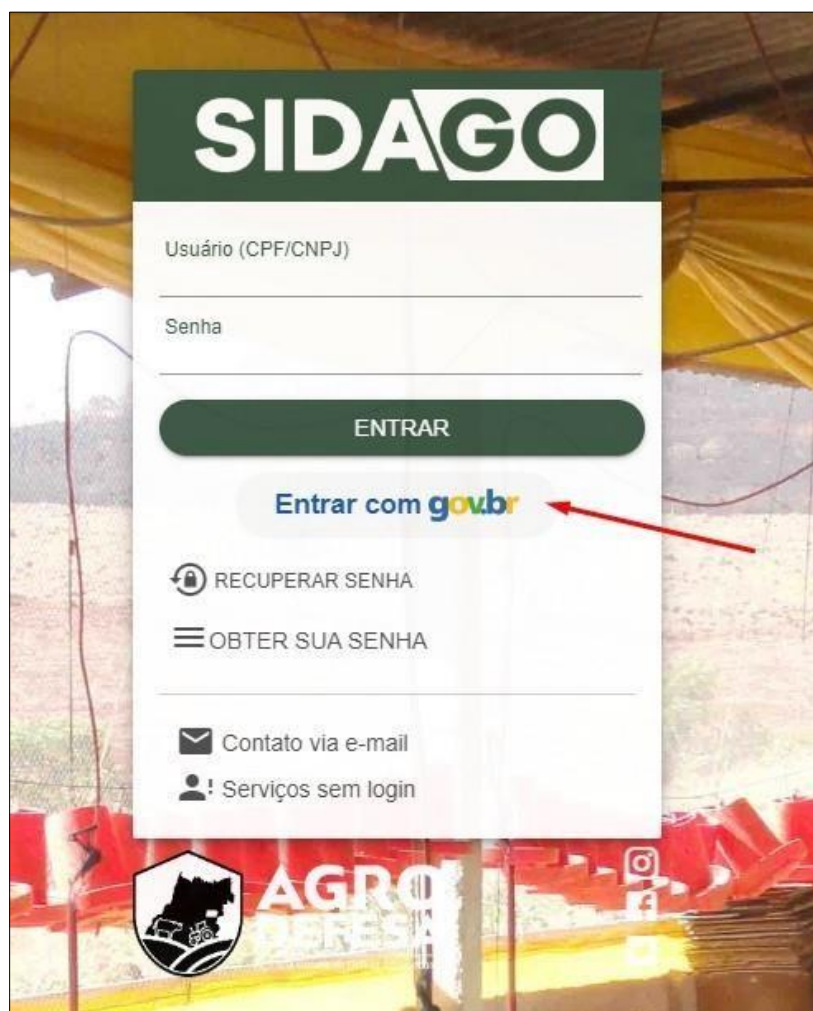 SIDAGO
Usuário (CPF/CNPJ)
Senha
ENTRAR
Entrar com gov.br
RECUPERAR SENHA
OBTER SUA SENHA
Contato via e-mail
Serviços sem login
AGRO
DEFESA